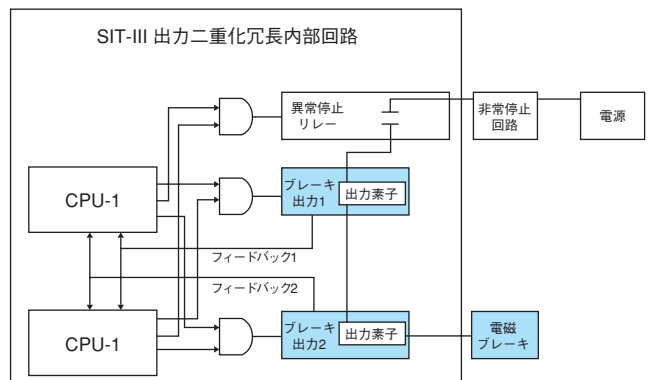 SIT-III 出力二重化冗長内部回路
異常停止
リレー
非常停止
回路
電源
CPU-1
ブレーキ
出力1
出力素子
フィードバック1
フィードバック2
CPU-1
ブレーキ
出力2
出力素子
電磁
ブレーキ